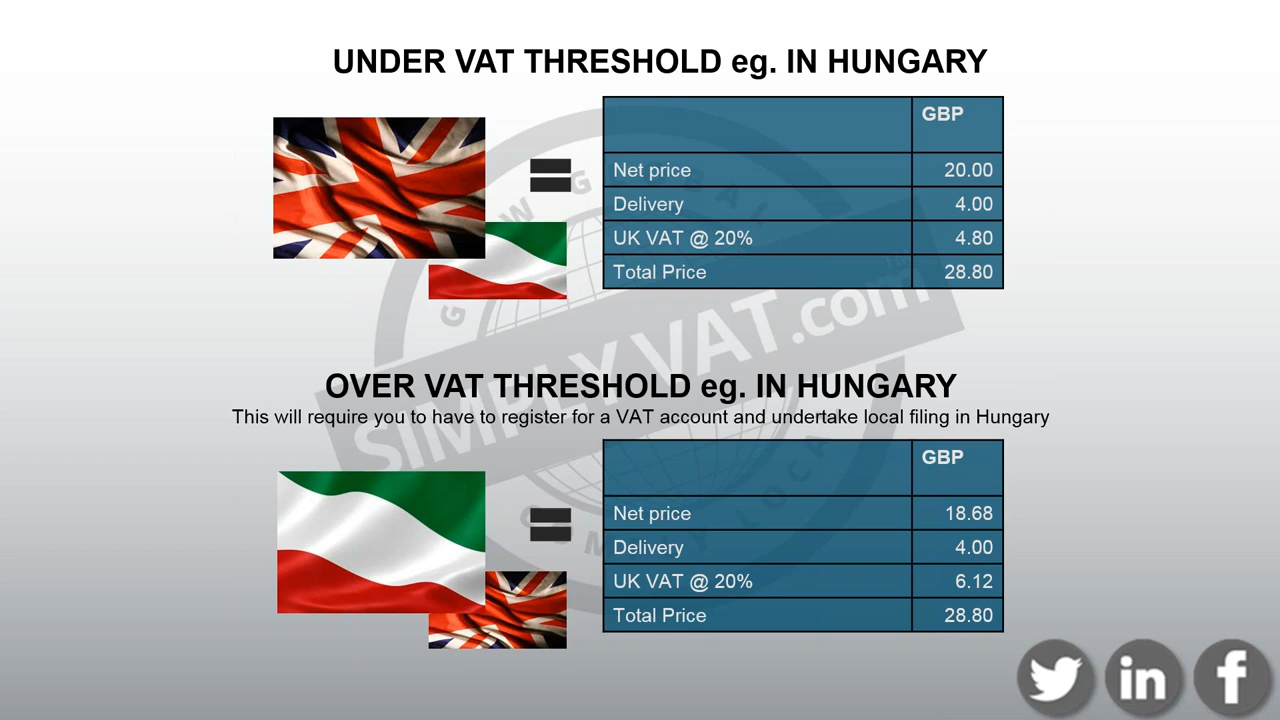 UNDER VAT THRESHOLD eg. IN HUNGARY
GBP
Net price 20.00
Delivery 4.00
UK VAT @ 20% 4.80
Total Price 28.80
SIMPLYVAT.com
OVER VAT THRESHOLD eg. IN HUNGARY
This will require you to have to register for a VAT account and undertake local filing in Hungary
GBP
Net price 18.68
Delivery 4.00
UK VAT @ 20% 6.12
Total Price 28.80